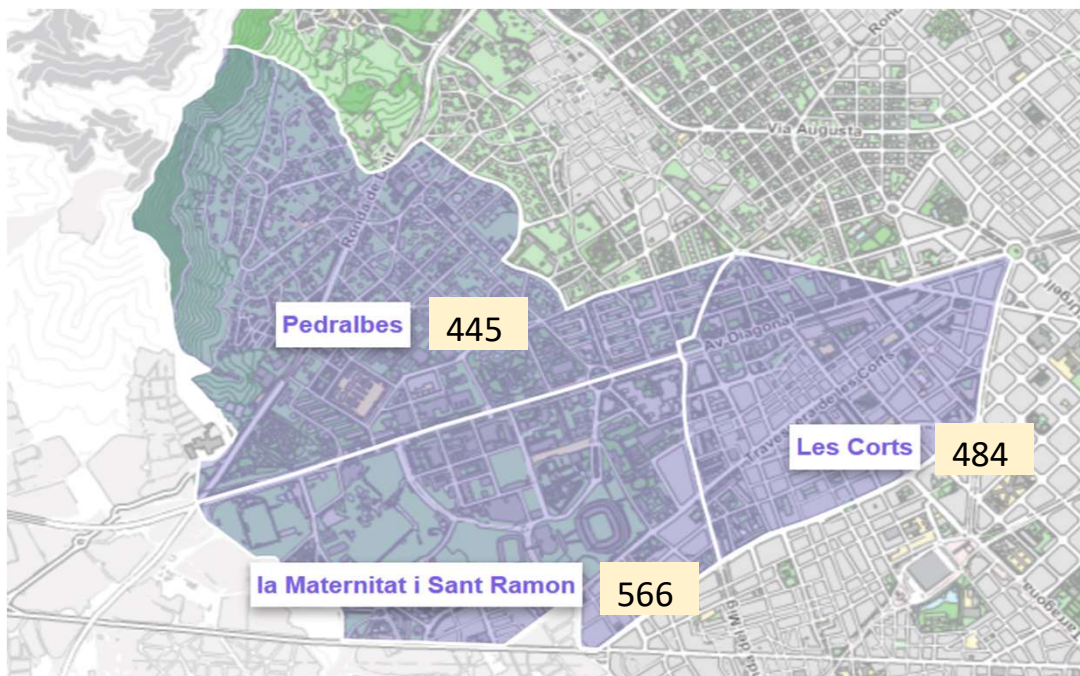 Via Augusta
Ronda de Dalt
Pedralbes
445
Av Diagonal
Travessera de les Corts
Les Corts
484
la Maternitat i Sant Ramon
566